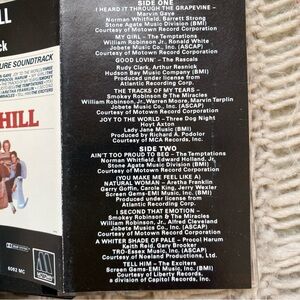 LL
ck
URE SOUNDTRACK
HILL
6062 MC
MOTOWN
SIDE ONE
I HEARD IT THROUGH THE GRAPEVINE -
Marvin Gaye
Norman Whitfield, Barrett Strong
Stone Agate Music Division (BMI)
Courtesy of Motown Record Corporation
MY GIRL - The Temptations
William Robinson Jr., Ronald White
Jobete Music Co., Inc. (ASCAP)
Courtesy of Motown Record Corporation
GOOD LOVIN' - The Rascals
Rudy Clark, Arthur Resnick
Hudson Bay Music Company (BMI)
Produced under license from
Atlantic Recording Corp.
THE TRACKS OF MY TEARS -
Smokey Robinson & The Miracles
William Robinson, Jr., Warren Moore, Marvin Tarplin
Jobete Music Co., Inc. (ASCAP)
Courtesy of Motown Record Corporation
JOY TO THE WORLD - Three Dog Night
Hoyt Axton
Lady Jane Music (BMI)
Produced by Richard A. Podolor
Courtesy of MCA Records, Inc.
SIDE TWO
AIN'T TOO PROUD TO BEG - The Temptations
Norman Whitfield, Edward Holland, J
Stone Agate Music Division (BMI)
Courtesy of Motown Record Corporation
(YOU MAKE ME FEEL LIKE A)
NATURAL WOMAN - Aretha Franklin
Gerry Goffin, Carole King, Jerry Wexler
Screen Gems-EMI Music, Inc. (BMI)
Produced under license from
Atlantic Recording Corp.
I SECOND THAT EMOTION -
Smokey Robinson & The Miracles
William Robinson, Jr., Alfred Cleveland
Jobete Music Co., Inc. (ASCAP)
Courtesy of Motown Record Corporation
A WHITER SHADE OF PALE - Procol Harum
Keith Reid, Gary Brooker
TRO-Essex Music, Inc. (ASCAP)
Courtesy of Noeland Productions, Ltd.
TELL HIM - The Exciters
Screen Gems-EMI Music, Inc. (BMI)
Courtesy of Liberty Records,
a division of Capitol Records, Inc.